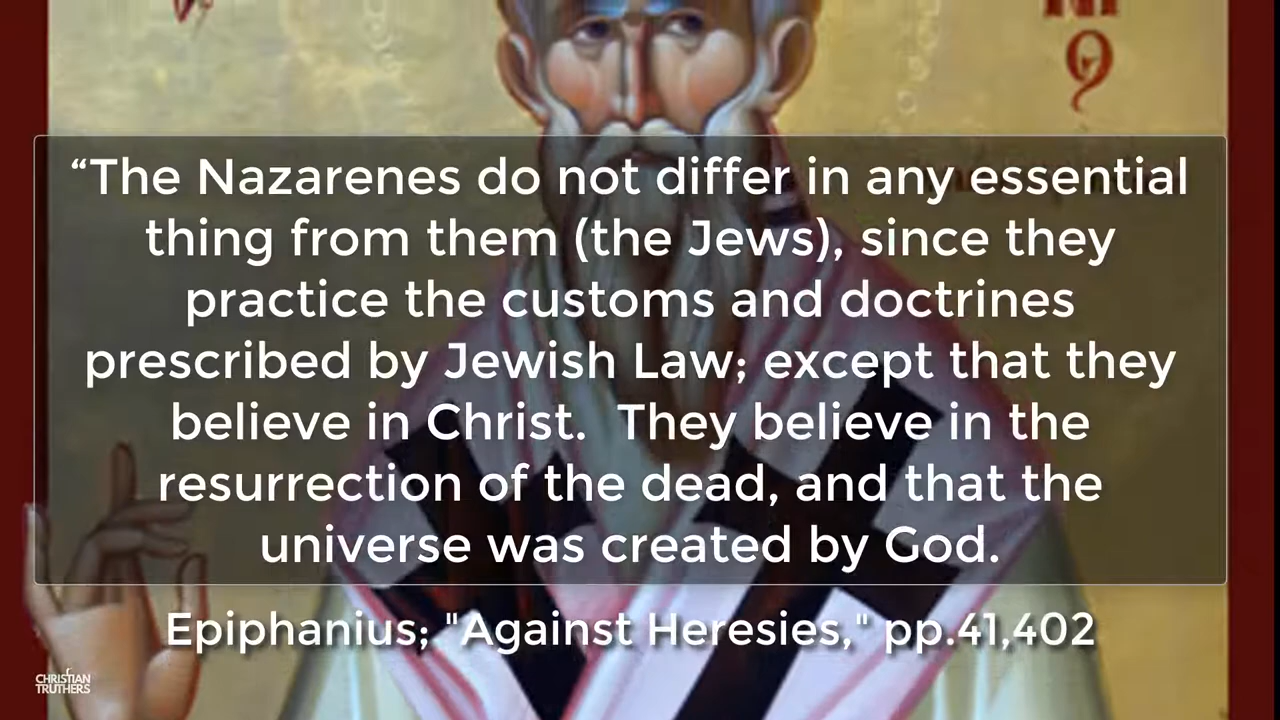 “The Nazarenes do not differ in any essential
thing from them (the Jews), since they
practice the customs and doctrines
prescribed by Jewish Law; except that they
believe in Christ.  They believe in the
resurrection of the dead, and that the
universe was created by God.
Epiphanius; "Against Heresies," pp.41,402
CHRISTIAN
TRUTHERS